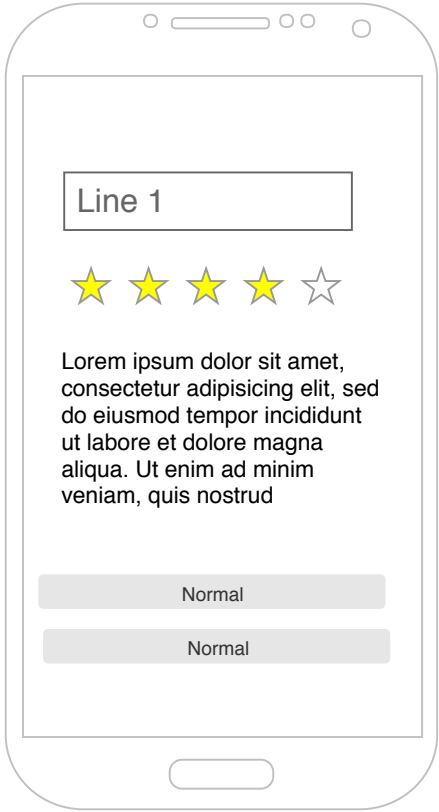 Line 1
Lorem ipsum dolor sit amet,
consectetur adipisicing elit, sed
do eiusmod tempor incididunt
ut labore et dolore magna
aliqua. Ut enim ad minim
veniam, quis nostrud
Normal
Normal